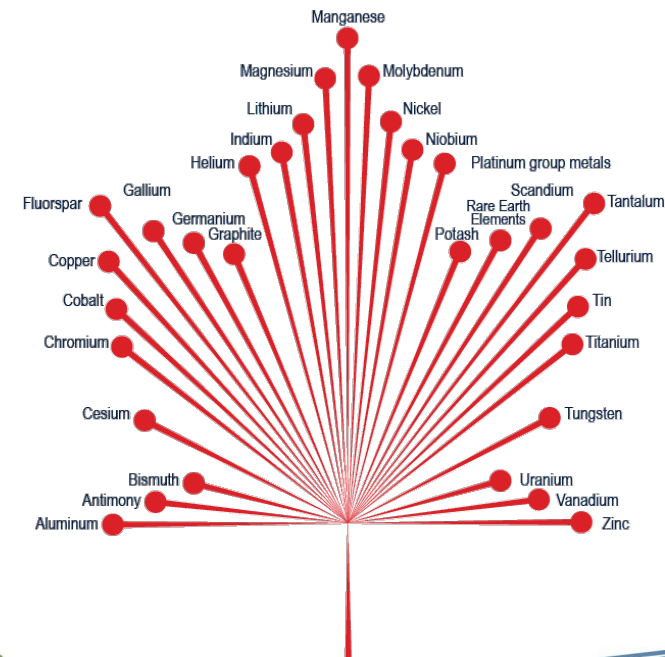 Manganese
Magnesium
Molybdenum
Lithium
Nickel
Indium
Niobium
Helium
Platinum group metals
Fluorspar
Gallium
Scandium
Tantalum
Germanium
Rare Earth
Elements
Graphite
Potash
Copper
Tellurium
Cobalt
Tin
Chromium
Titanium
Cesium
Tungsten
Bismuth
Uranium
Antimony
Vanadium
Aluminum
Zinc